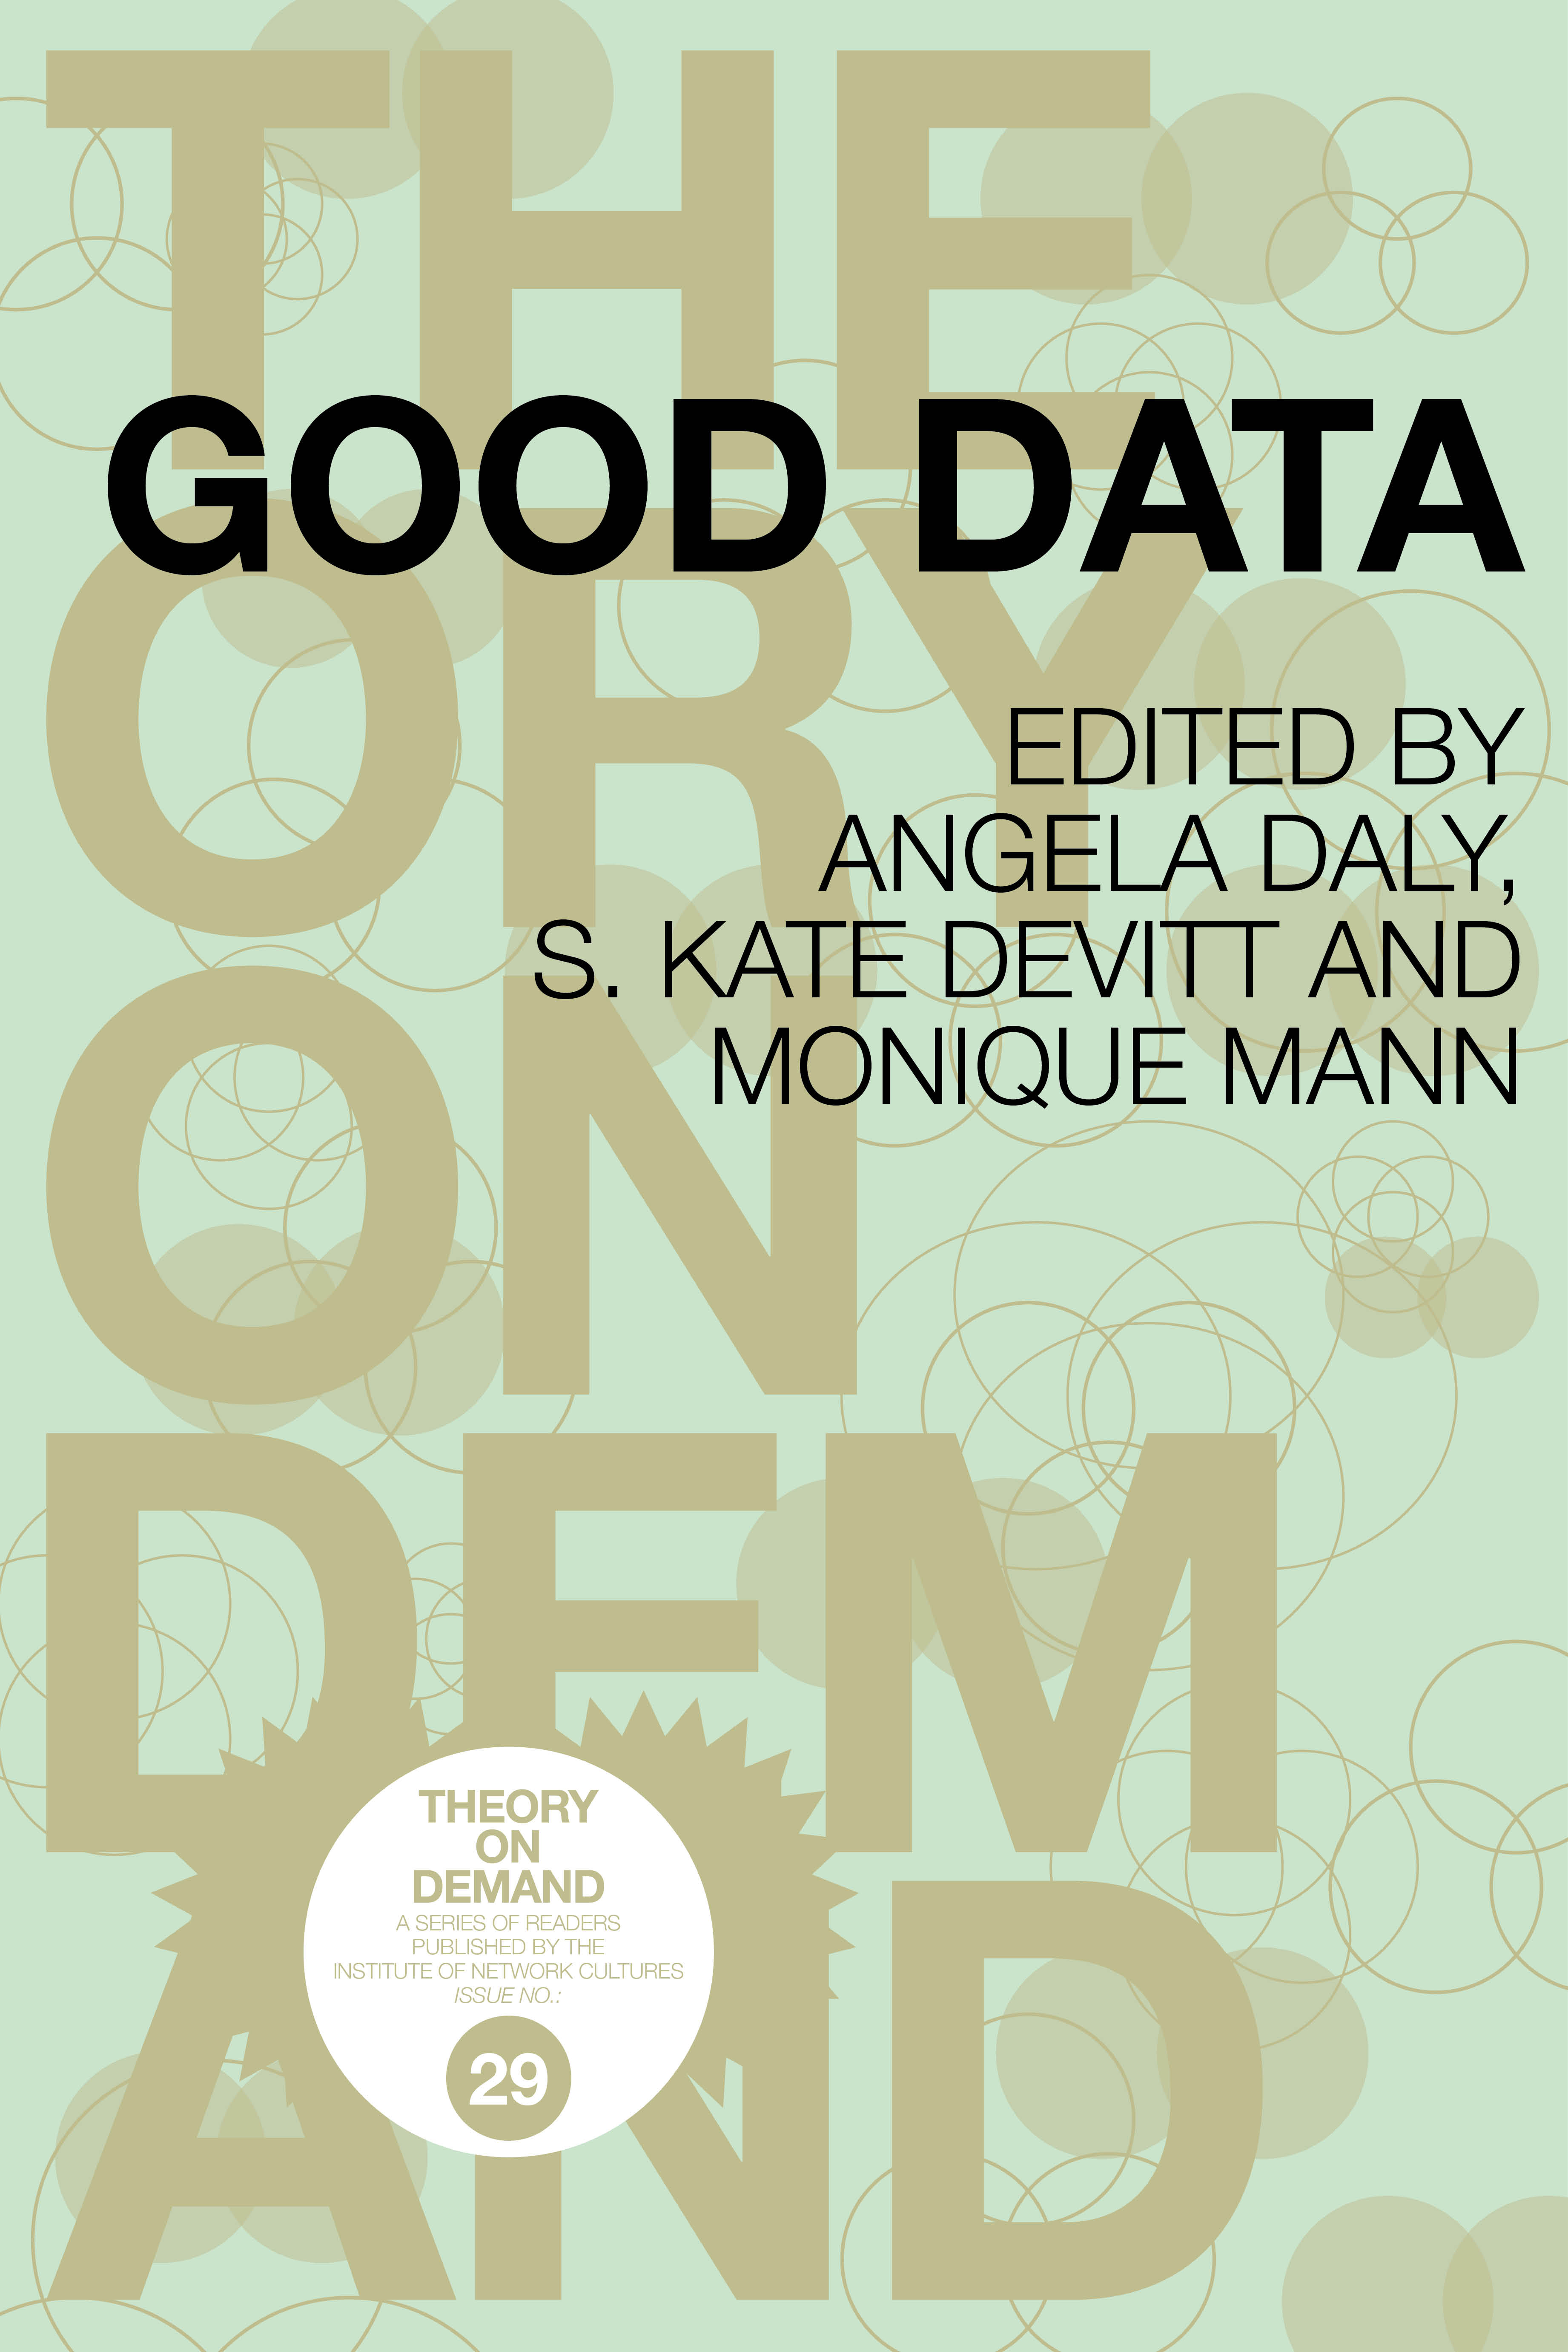 THE
GOOD DATA
ORY
EDITED BY
ANGELA DALY,
S. KATE DEVITT AND
MONIQUE MANN
ON
DEM
AND
THEORY
ON
DEMAND
A SERIES OF READERS
PUBLISHED BY THE
INSTITUTE OF NETWORK CULTURES
ISSUE NO.:
29